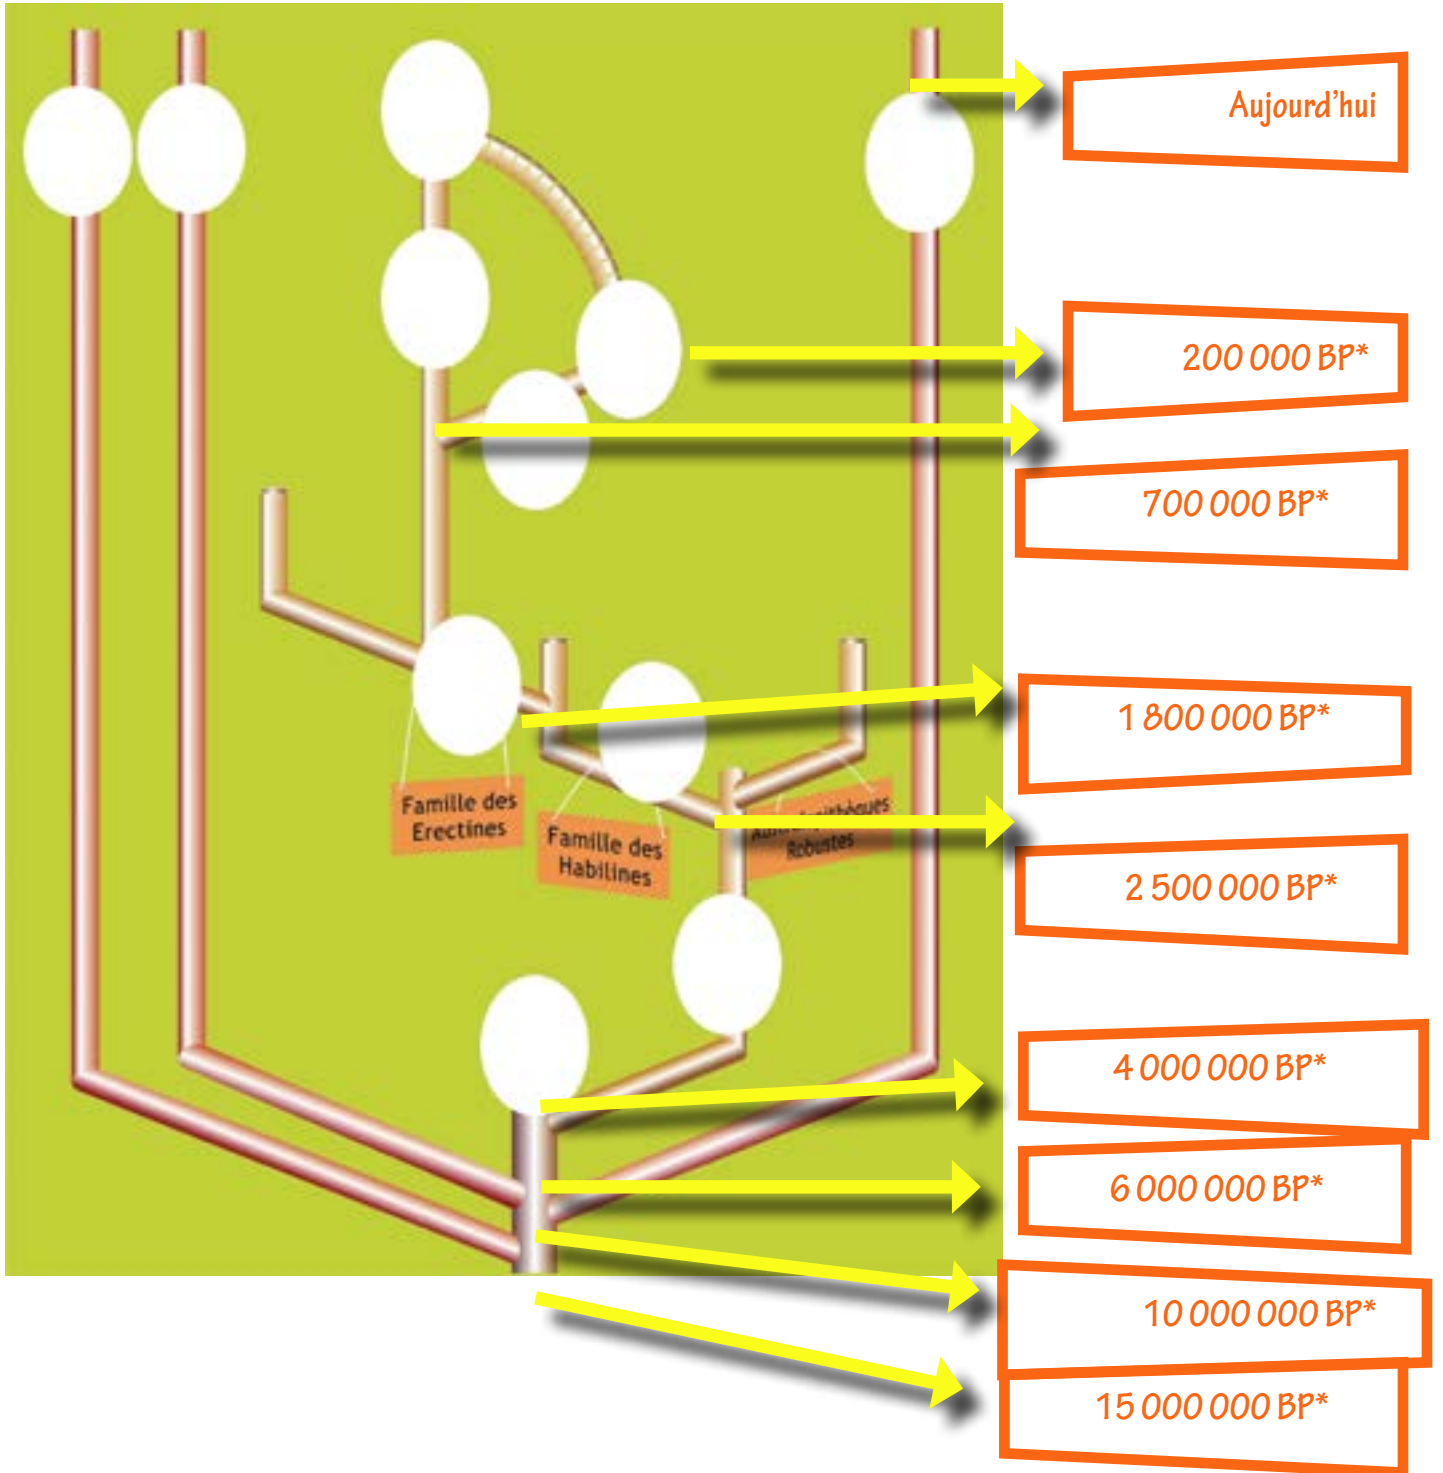 Aujourd'hui
200 000 BP*
700 000 BP*
1 800 000 BP*
Famille des
Erectines
Famille des
Habilines
Robustes
2 500 000 BP*
4 000 000 BP*
6 000 000 BP*
10 000 000 BP*
15 000 000 BP*